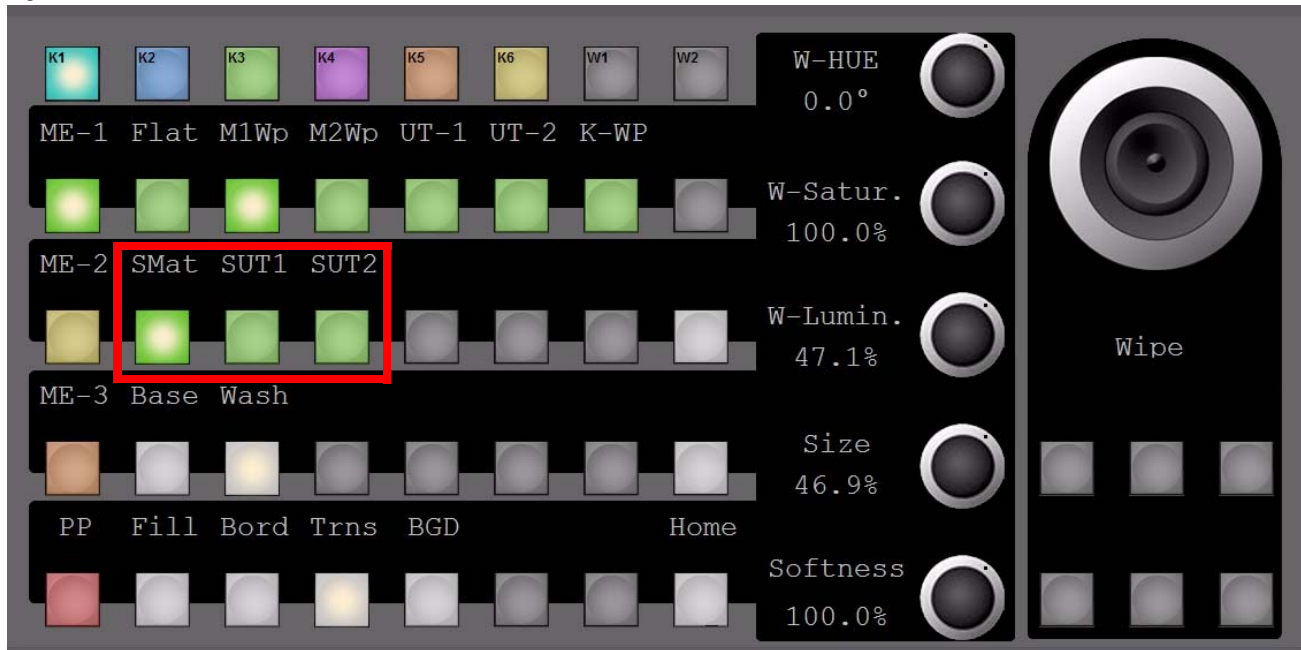 K1 K2 K3 K4 K5 K6 W1 W2
W-HUE
0.0°
ME-1 Flat M1Wp M2Wp UT-1 UT-2 K-WP
W-Satur.
100.0%
ME-2 SMat SUT1 SUT2
W-Lumin.
47.1%
Wipe
ME-3 Base Wash
Size
46.9%
PP Fill Bord Trns BGD Home
Softness
100.0%